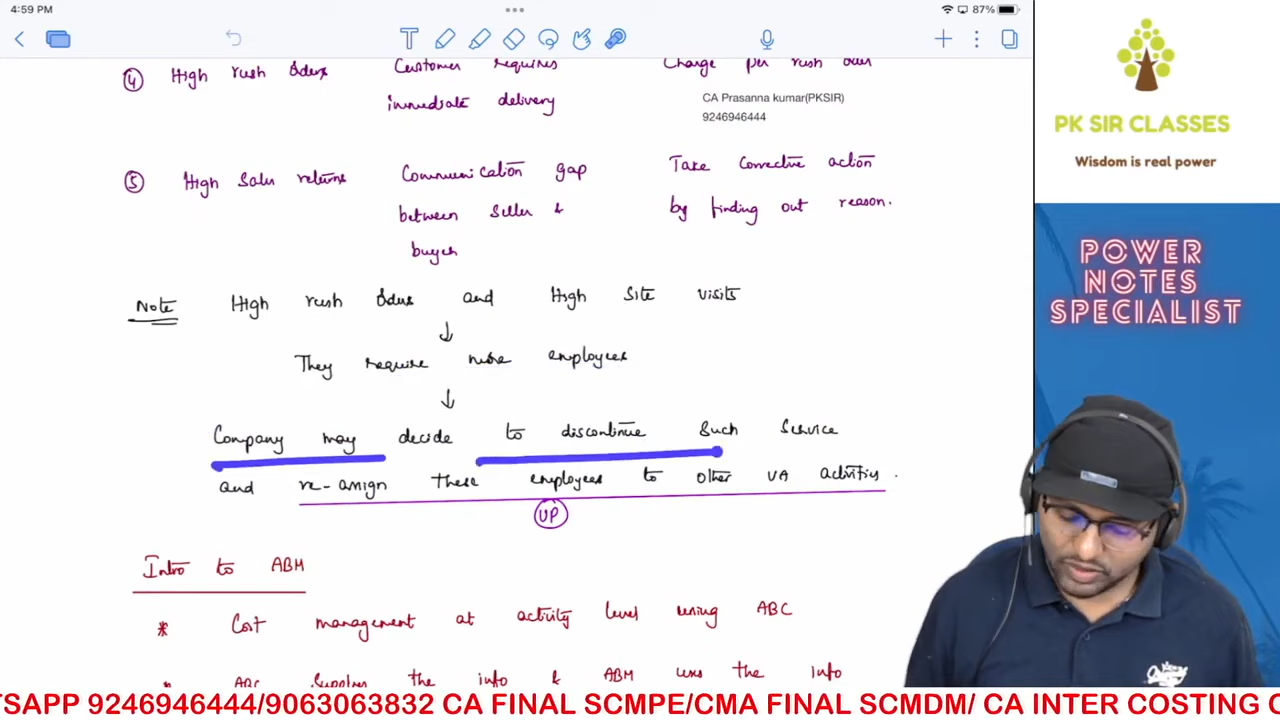 4:59 PM
87%
④ High rush orders Customer requires Charge per rush order
immediate delivery
CA Prasanna kumar(PKSIR)
9246946444
⑤ High Sales returns Communication gap Take Corrective action
between Seller & by finding out reason.
buyer
Note High rush orders and High Site visits
↓
They require more employees
↓
Company may decide to discontinue Such Service
and re-assign these employees to other VA activities.
UP
Intro to ABM
* Cost management at activity level using ABC
* ABC Supplies the info & ABM uses the info
PK SIR CLASSES
Wisdom is real power
POWER
NOTES
SPECIALIST
TSAPP 9246946444/9063063832 CA FINAL SCMPE/CMA FINAL SCMDM/ CA INTER COSTING